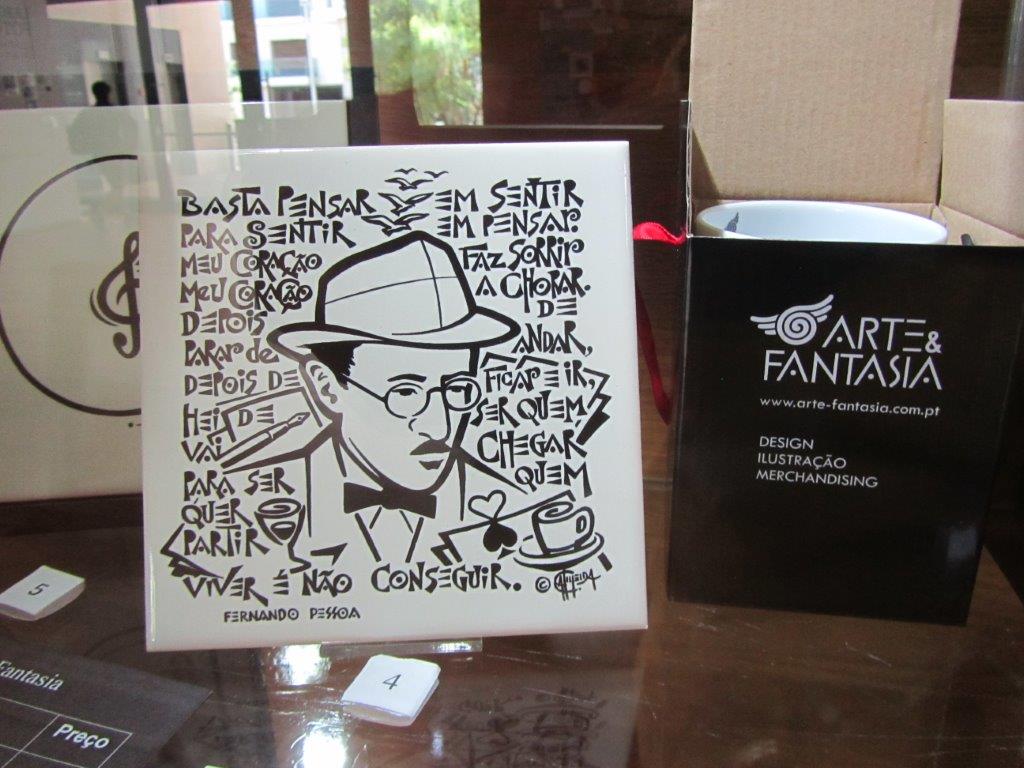 BASTA PENSAR EM SENTIR
PARA SENTIR EM PENSAR.
MEU CORAÇÃO FAZ SORRIR
MEU CORAÇÃO A CHORAR.
DEPOIS DE
PARAR de ANDAR,
DEPOIS DE FICAR E IR,
HEI DE SER QUEM
VAI CHEGAR
PARA SER QUEM
QUER
PARTIR
VIVER É NÃO CONSEGUIR.
© ALMEIDA
FERNANDO PESSOA
ARTE &
FANTASIA
www.arte-fantasia.com.pt
DESIGN
ILUSTRAÇÃO
MERCHANDISING
5
4
Fantasia
Preço